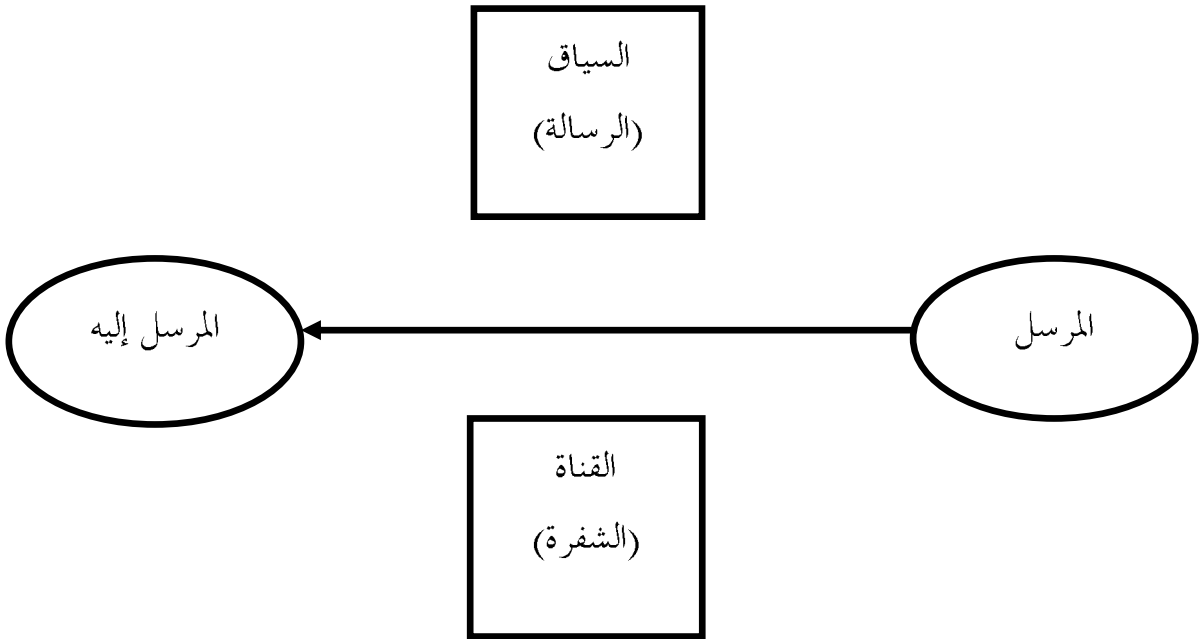 السياق
(الرسالة)
المرسل
المرسل إليه
القناة
(الشفرة)